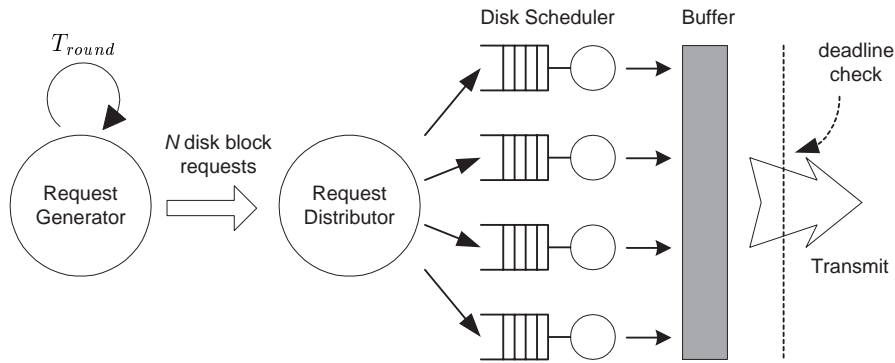 Disk Scheduler
Buffer
T_round
deadline
check
N disk block
requests
Request
Generator
Request
Distributor
Transmit